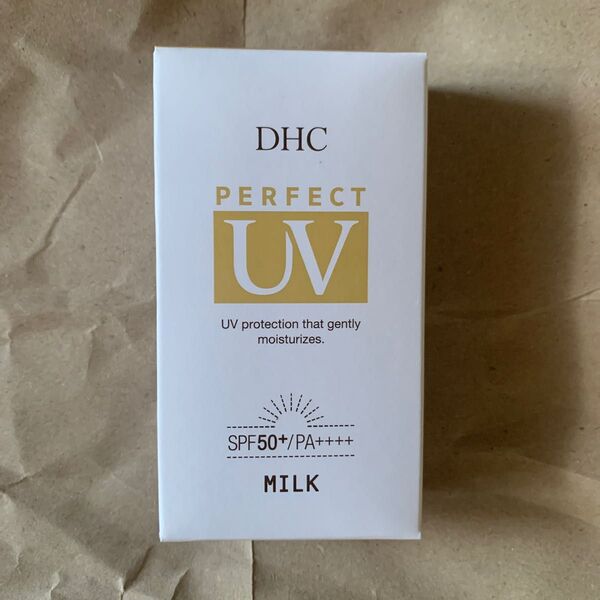 DHC
PERFECT
UV
UV protection that gently
moisturizes.
SPF50+/PA++++
MILK